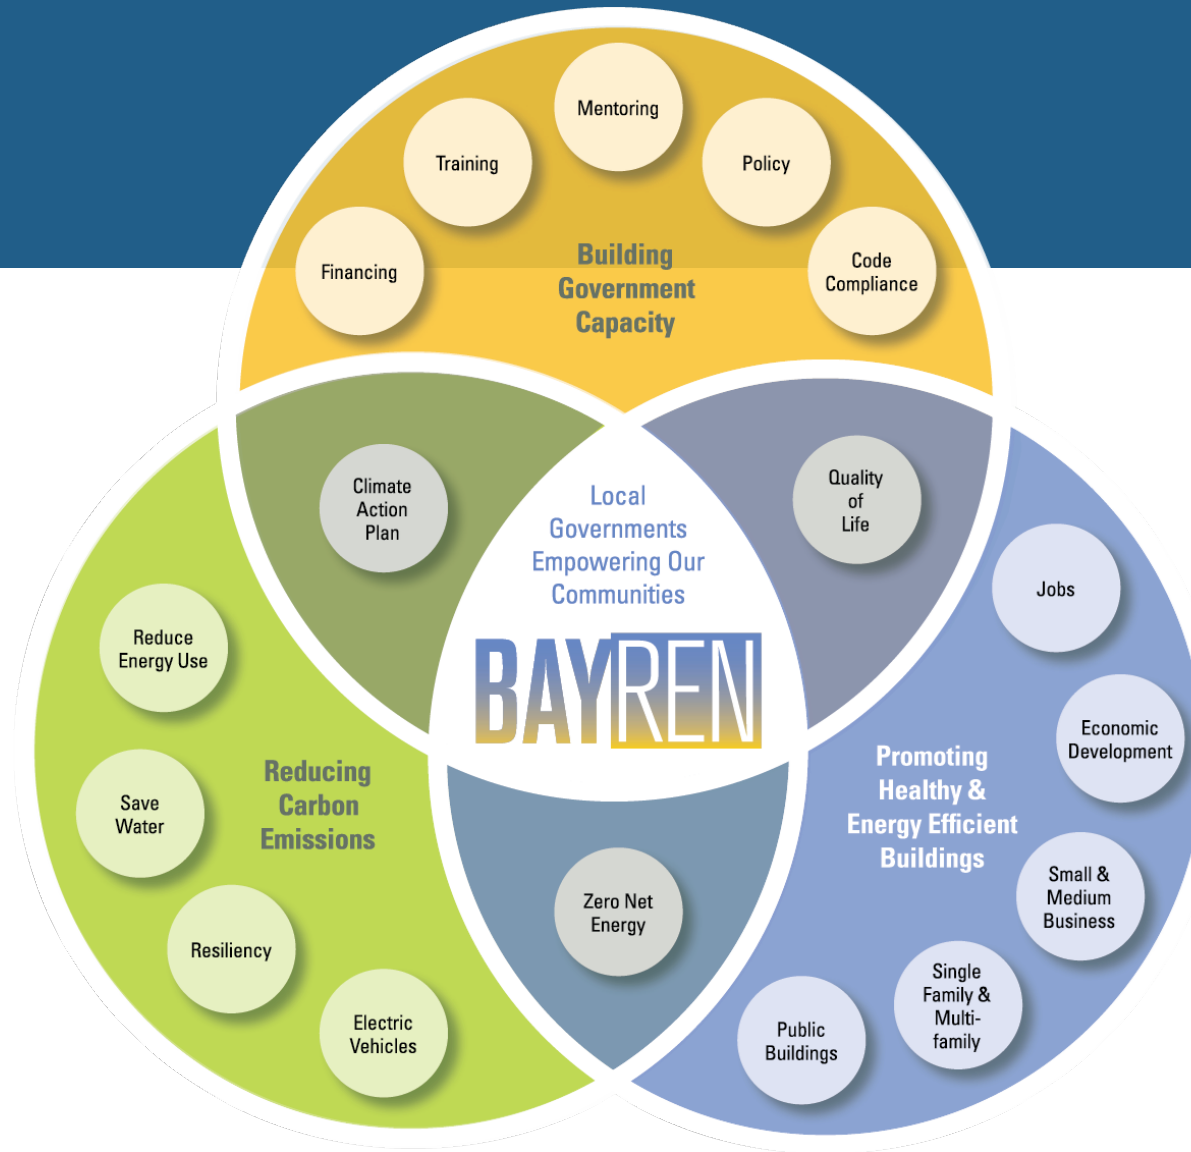 Mentoring
Training
Policy
Financing
Code
Compliance
Building
Government
Capacity
Climate
Action
Plan
Quality
of
Life
Local
Governments
Empowering Our
Communities
BAYREN
Reduce
Energy Use
Save
Water
Resiliency
Electric
Vehicles
Reducing
Carbon
Emissions
Zero Net
Energy
Promoting
Healthy &
Energy Efficient
Buildings
Jobs
Economic
Development
Small &
Medium
Business
Single
Family &
Multi-
family
Public
Buildings